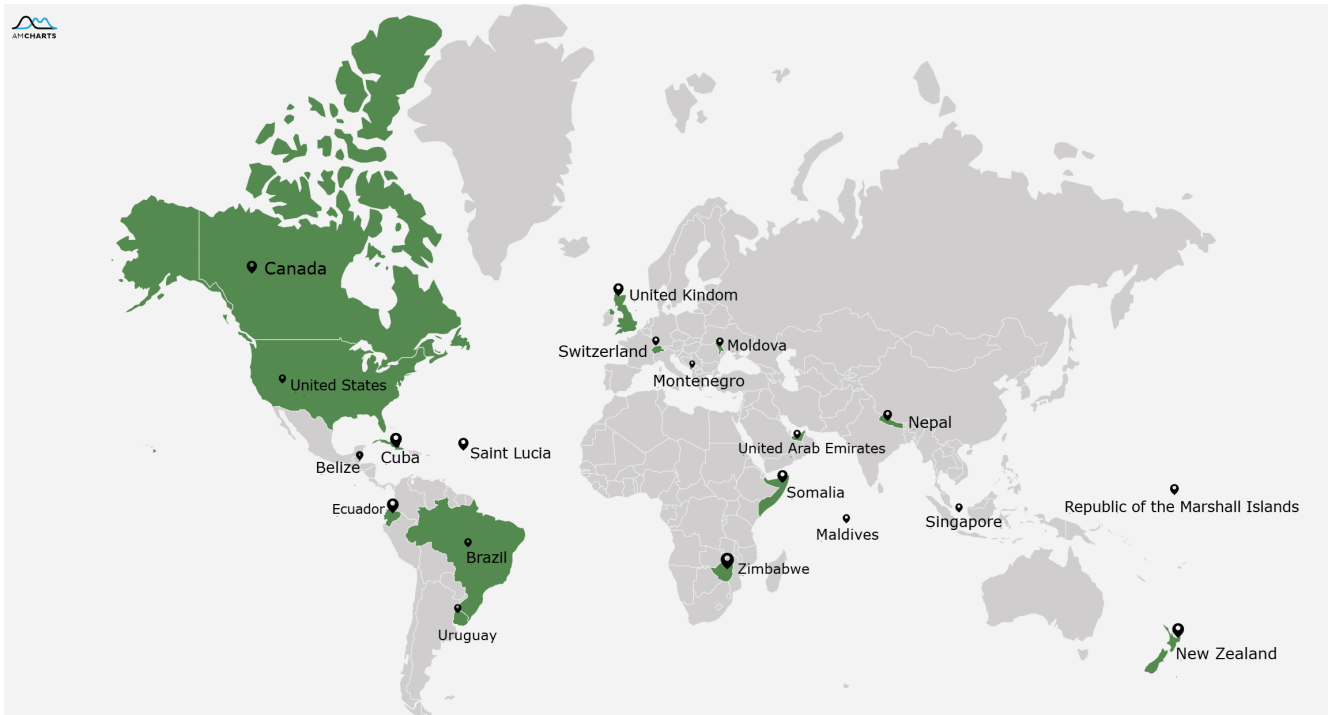 AMCHARTS
Canada
United Kindom
Switzerland
Moldova
Montenegro
United States
Nepal
United Arab Emirates
Saint Lucia
Cuba
Belize
Somalia
Ecuador
Republic of the Marshall Islands
Singapore
Maldives
Brazil
Zimbabwe
Uruguay
New Zealand